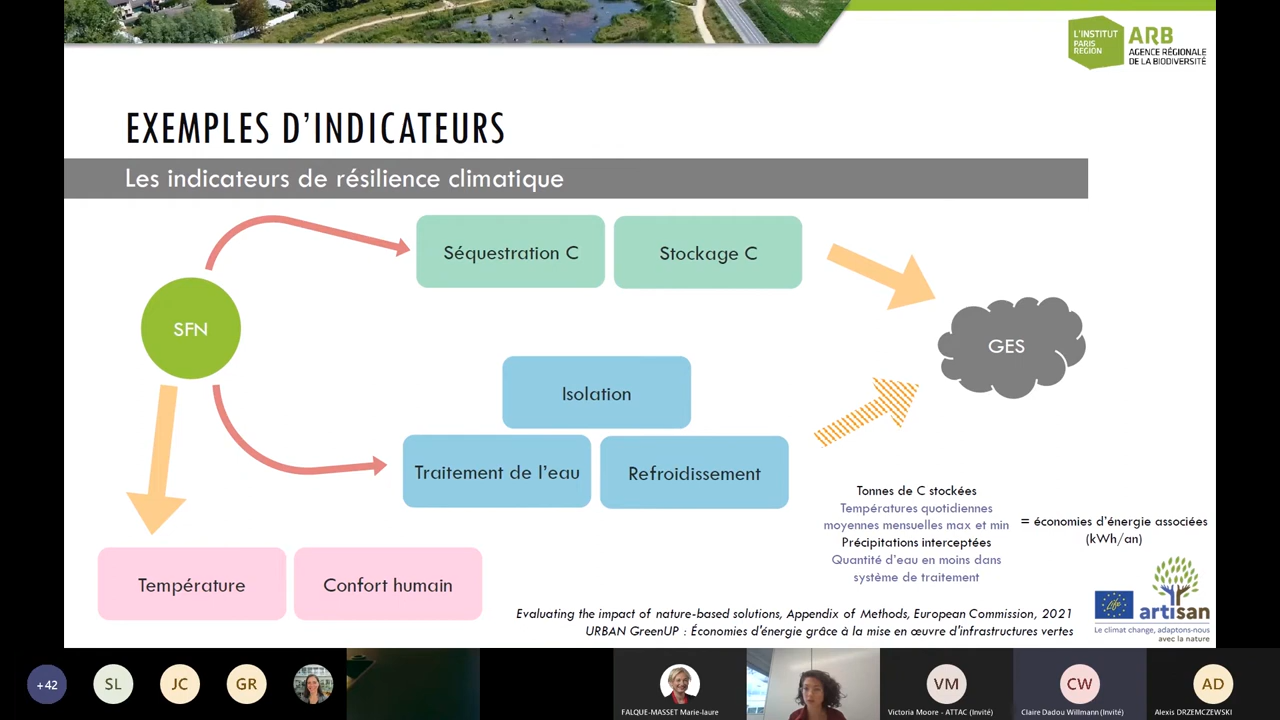 L'INSTITUT
PARIS
REGION
ARB
AGENCE RÉGIONALE
DE LA BIODIVERSITÉ
EXEMPLES D'INDICATEURS
Les indicateurs de résilience climatique
Séquestration C
Stockage C
SFN
GES
Isolation
Traitement de l'eau
Refroidissement
Tonnes de C stockées
Températures quotidiennes
moyennes mensuelles max et min
Précipitations interceptées
Quantité d'eau en moins dans
système de traitement
= économies d'énergie associées
(kWh/an)
Température
Confort humain
Evaluating the impact of nature-based solutions, Appendix of Methods, European Commission, 2021
URBAN GreenUP : Économies d'énergie grâce à la mise en œuvre d'infrastructures vertes
artisan
Le climat change, adaptons-nous
avec la nature
+42
SL
JC
GR
FALQUE-MASSET Marie-laure
VM
Victoria Moore - ATTAC (Invité)
CW
Claire Dadou Willmann (Invité)
AD
Alexis DRZEMCZEWSKI